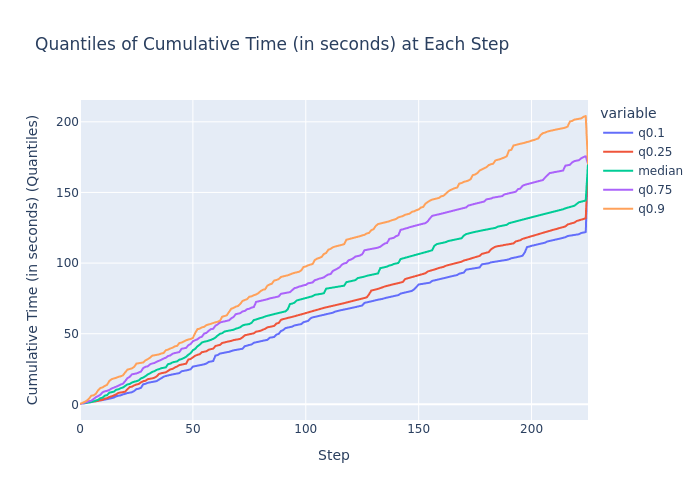 Quantiles of Cumulative Time (in seconds) at Each Step
variable
q0.1
q0.25
median
q0.75
q0.9
Cumulative Time (in seconds) (Quantiles)
200
150
100
50
0
0
50
100
150
200
Step